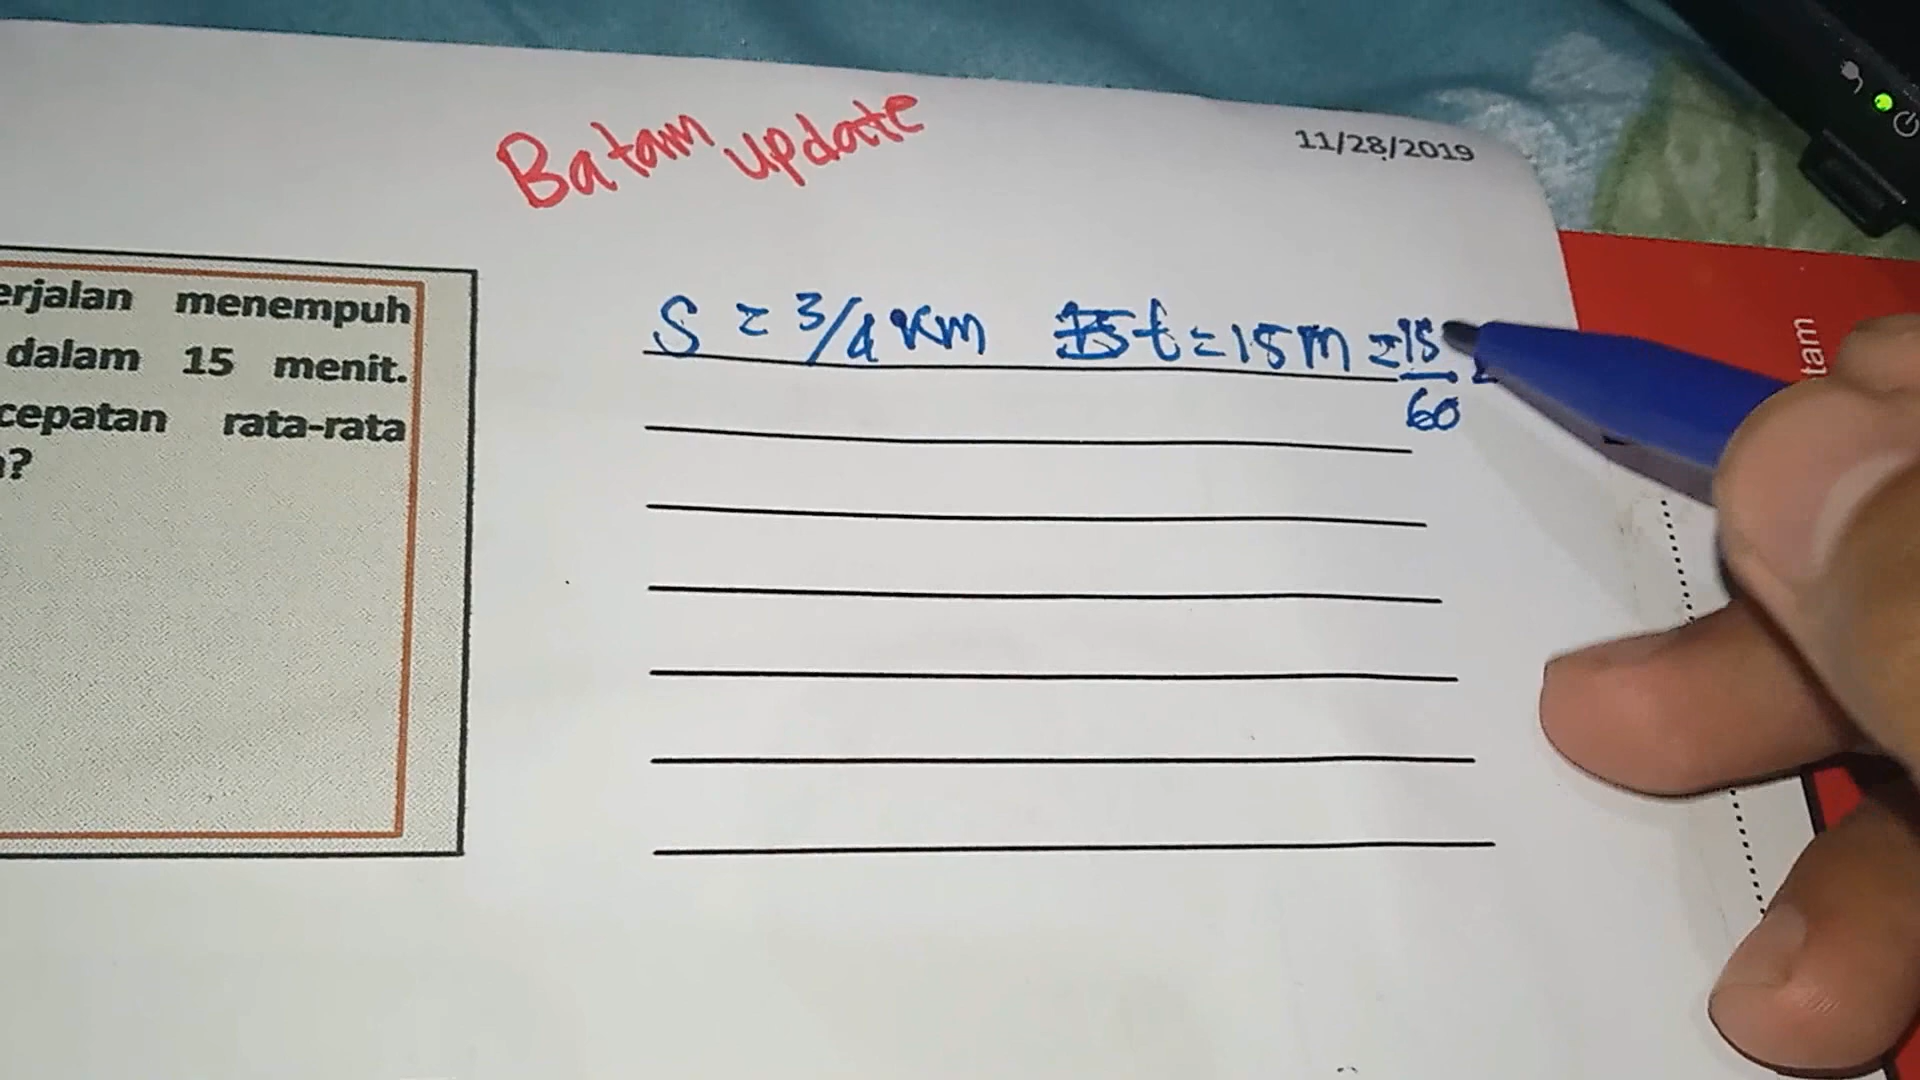 Batam update
11/28/2019
erjalan menempuh
dalam 15 menit.
cepatan rata-rata
?
S = 3/4 km t = 15 m = 15/60
tam